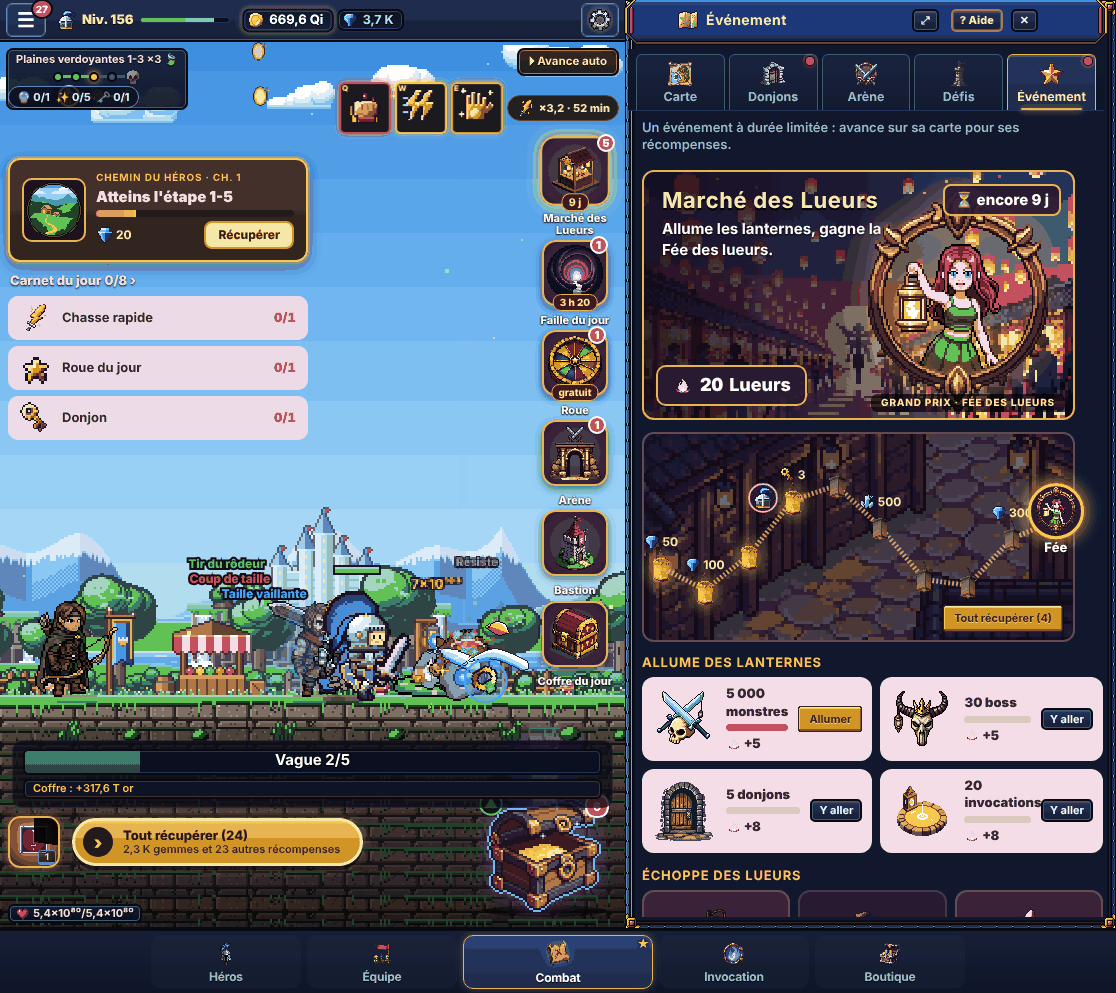 27
Niv. 156
669,6 Qi
3,7 K
Événement
? Aide
Plaines verdoyantes 1-3 ×3
0/1
0/5
0/1
Avance auto
Q
W
E
×3,2 · 52 min
Carte
Donjons
Arène
Défis
Événement
Un événement à durée limitée : avance sur sa carte pour ses
récompenses.
CHEMIN DU HÉROS · CH. 1
Atteins l'étape 1-5
20
Récupérer
Carnet du jour 0/8 ›
Chasse rapide
0/1
Roue du jour
0/1
Donjon
0/1
5
9 j
Marché des
Lueurs
1
3 h 20
Faille du jour
1
gratuit
Roue
1
Arène
Bastion
Coffre du jour
Marché des Lueurs
encore 9 j
Allume les lanternes, gagne la
Fée des lueurs.
20 Lueurs
GRAND PRIX · FÉE DES LUEURS
50
100
3
500
300
Fée
Tout récupérer (4)
Tir du rôdeur
Coup de taille
Taille vaillante
Résiste
ALLUME DES LANTERNES
5 000
monstres
+5
Allumer
30 boss
+5
Y aller
5 donjons
+8
Y aller
20
invocations
+8
Y aller
ÉCHOPPE DES LUEURS
Vague 2/5
Coffre : +317,6 T or
1
Tout récupérer (24)
2,3 K gemmes et 23 autres récompenses
5,4×10⁸⁰/5,4×10⁸⁰
Héros
Équipe
Combat
Invocation
Boutique